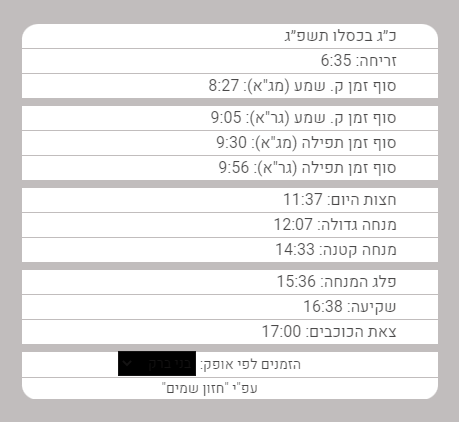 כ״ג בכסלו תשפ״ג
זריחה: 6:35
סוף זמן ק. שמע (מג"א): 8:27
סוף זמן ק. שמע (גר"א): 9:05
סוף זמן תפילה (מג"א): 9:30
סוף זמן תפילה (גר"א): 9:56
חצות היום: 11:37
מנחה גדולה: 12:07
מנחה קטנה: 14:33
פלג המנחה: 15:36
שקיעה: 16:38
צאת הכוכבים: 17:00
הזמנים לפי אופק: בני ברק
עפ"י "חזון שמים"